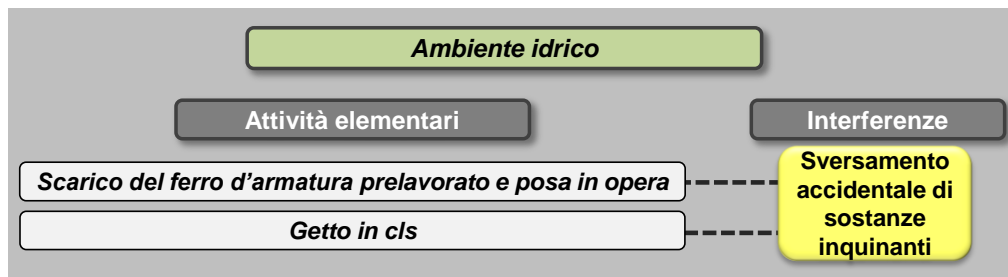 Ambiente idrico
Attività elementari
Interferenze
Scarico del ferro d'armatura prelavorato e posa in opera
Getto in cls
Sversamento
accidentale di
sostanze
inquinanti